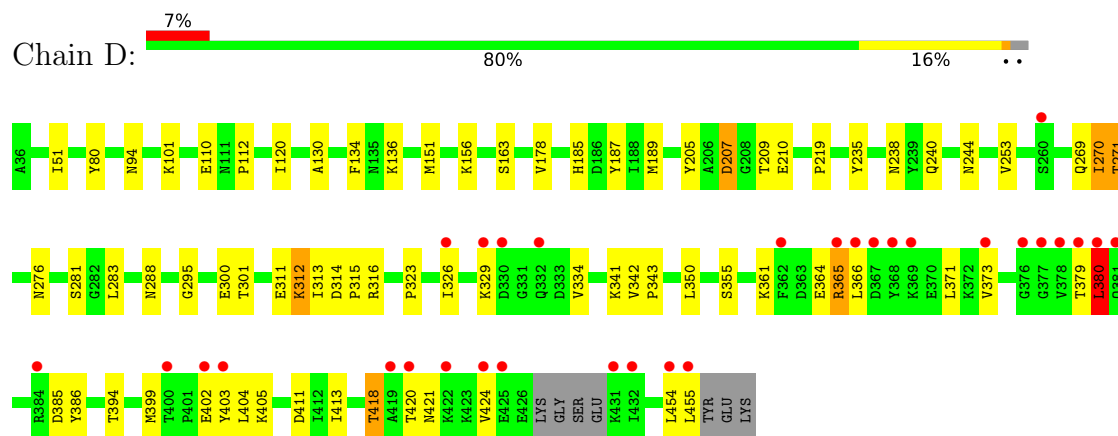 7%
Chain D:
80%
16%
••
A36 I51 Y80 N94 K101 E110 N111 P112 I120 A130 F134 N135 K136 M151 K156 S163 V178 H185 D186 Y187 I188 M189 Y205 A206 D207 G208 T209 E210 P219 Y235 N238 Y239 Q240 N244 V253 S260 Q269 I270 T271
N276 S281 G282 L283 N288 G295 E300 T301 E311 K312 I313 D314 P315 R316 P323 I326 K329 D330 G331 Q332 D333 V334 K341 V342 P343 L350 S355 K361 F362 D363 E364 R365 L366 D367 Y368 K369 E370 L371 K372 V373 G376 G377 V378 T379 L380
R384 D385 Y386 T394 M399 T400 P401 E402 Y403 L404 K405 D411 I412 I413 T418 A419 T420 N421 K422 K423 V424 E425 E426 LYS GLY SER GLU K431 I432 L454 L455 TYR GLU LYS